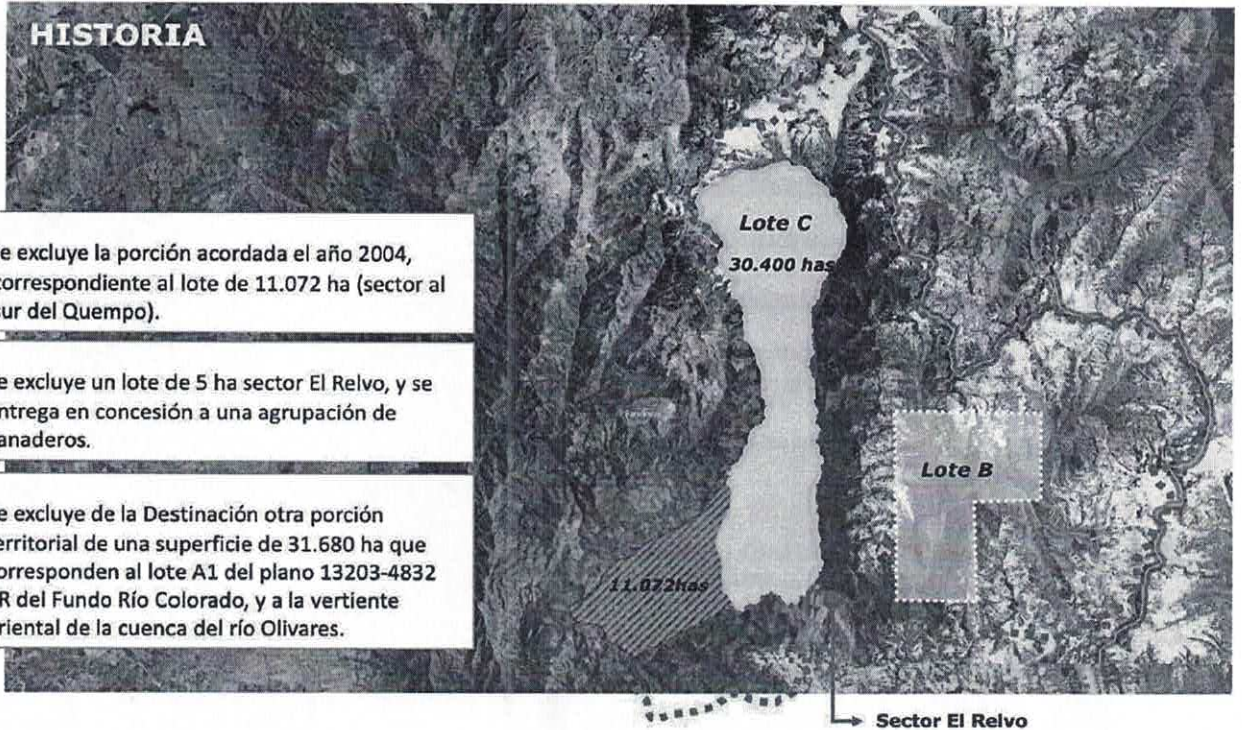 HISTORIA
e excluye la porción acordada el año 2004,
correspondiente al lote de 11.072 ha (sector al
ur del Quempo).
e excluye un lote de 5 ha sector El Relvo, y se
ntrega en concesión a una agrupación de
anaderos.
e excluye de la Destinación otra porción
erritorial de una superficie de 31.680 ha que
orresponden al lote A1 del plano 13203-4832
R del Fundo Río Colorado, y a la vertiente
riental de la cuenca del río Olivares.
Lote C
30.400 has
Lote B
11.072has
Sector El Relvo